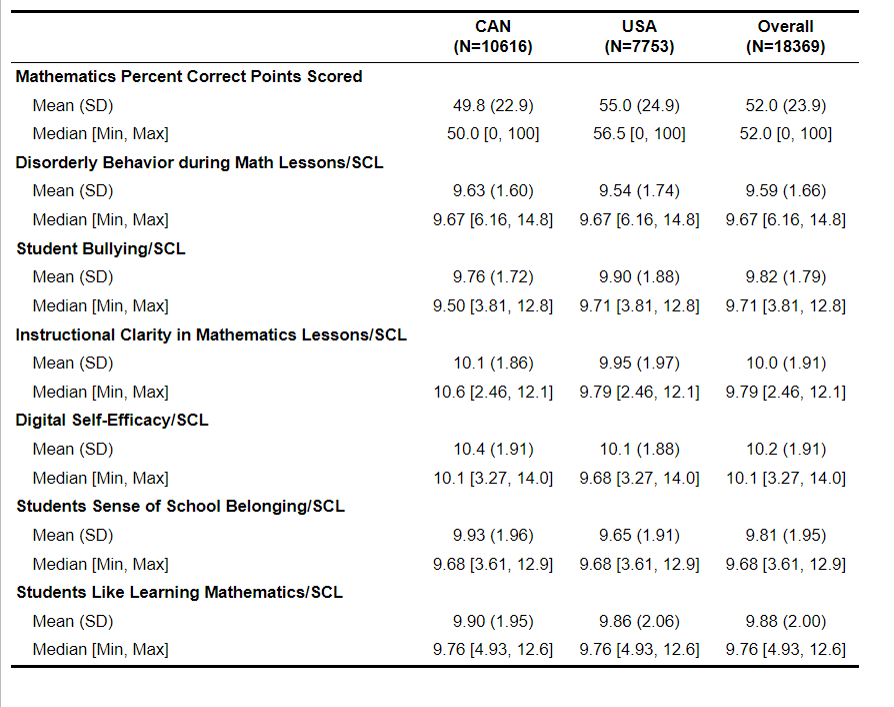 CAN USA Overall
(N=10616) (N=7753) (N=18369)
Mathematics Percent Correct Points Scored
Mean (SD) 49.8 (22.9) 55.0 (24.9) 52.0 (23.9)
Median [Min, Max] 50.0 [0, 100] 56.5 [0, 100] 52.0 [0, 100]
Disorderly Behavior during Math Lessons/SCL
Mean (SD) 9.63 (1.60) 9.54 (1.74) 9.59 (1.66)
Median [Min, Max] 9.67 [6.16, 14.8] 9.67 [6.16, 14.8] 9.67 [6.16, 14.8]
Student Bullying/SCL
Mean (SD) 9.76 (1.72) 9.90 (1.88) 9.82 (1.79)
Median [Min, Max] 9.50 [3.81, 12.8] 9.71 [3.81, 12.8] 9.71 [3.81, 12.8]
Instructional Clarity in Mathematics Lessons/SCL
Mean (SD) 10.1 (1.86) 9.95 (1.97) 10.0 (1.91)
Median [Min, Max] 10.6 [2.46, 12.1] 9.79 [2.46, 12.1] 9.79 [2.46, 12.1]
Digital Self-Efficacy/SCL
Mean (SD) 10.4 (1.91) 10.1 (1.88) 10.2 (1.91)
Median [Min, Max] 10.1 [3.27, 14.0] 9.68 [3.27, 14.0] 10.1 [3.27, 14.0]
Students Sense of School Belonging/SCL
Mean (SD) 9.93 (1.96) 9.65 (1.91) 9.81 (1.95)
Median [Min, Max] 9.68 [3.61, 12.9] 9.68 [3.61, 12.9] 9.68 [3.61, 12.9]
Students Like Learning Mathematics/SCL
Mean (SD) 9.90 (1.95) 9.86 (2.06) 9.88 (2.00)
Median [Min, Max] 9.76 [4.93, 12.6] 9.76 [4.93, 12.6] 9.76 [4.93, 12.6]